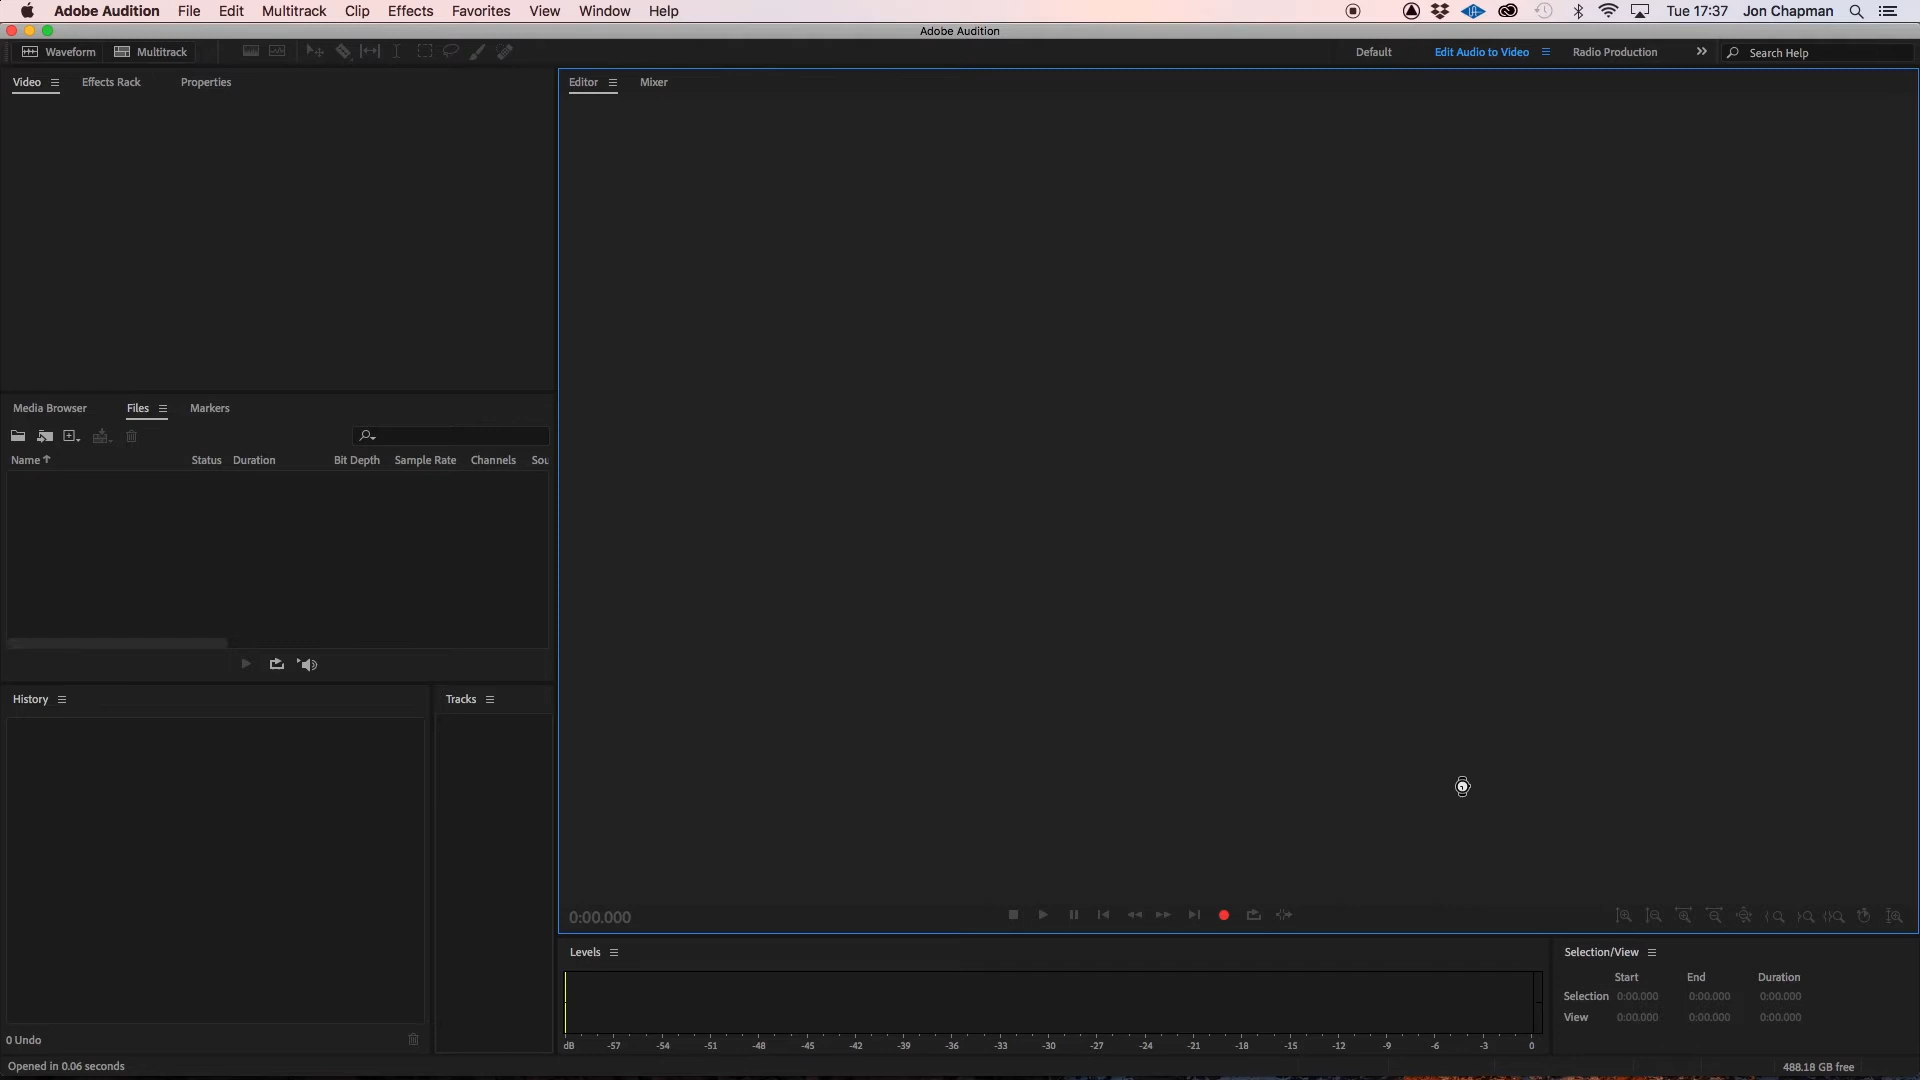 Adobe Audition File Edit Multitrack Clip Effects Favorites View Window Help Tue 17:37 Jon Chapman
Adobe Audition
Waveform Multitrack Default Edit Audio to Video Radio Production Search Help
Video Effects Rack Properties
Editor Mixer
Media Browser Files Markers
Name Status Duration Bit Depth Sample Rate Channels Sou
History
Tracks
0:00.000
Levels
Selection/View
Start End Duration
Selection 0:00.000 0:00.000 0:00.000
View 0:00.000 0:00.000 0:00.000
0 Undo
dB -57 -54 -51 -48 -45 -42 -39 -36 -33 -30 -27 -24 -21 -18 -15 -12 -9 -6 -3 0
Opened in 0.06 seconds
488.18 GB free